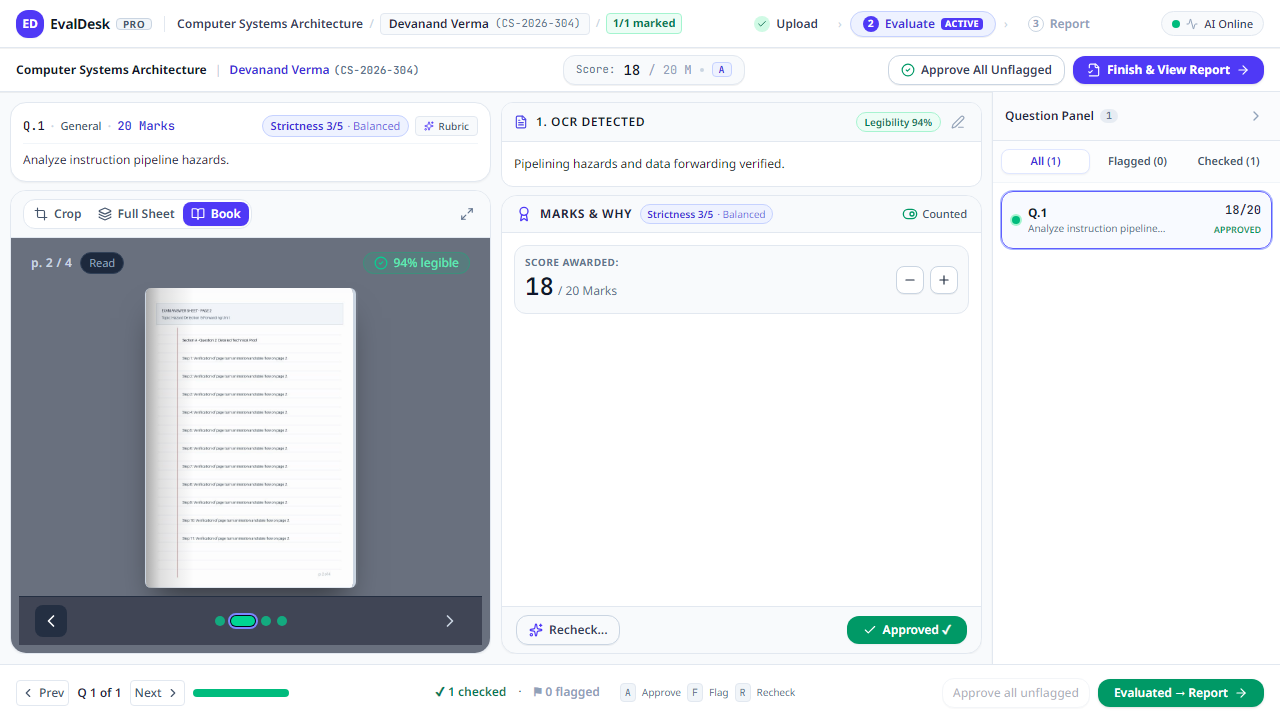 ED EvalDesk PRO Computer Systems Architecture / Devanand Verma (CS-2026-304) / 1/1 marked Upload › 2 Evaluate ACTIVE › 3 Report AI Online
Computer Systems Architecture | Devanand Verma (CS-2026-304) Score: 18 / 20 M • A Approve All Unflagged Finish & View Report →
Q.1 · General · 20 Marks Strictness 3/5 · Balanced Rubric
Analyze instruction pipeline hazards.
Crop Full Sheet Book
p. 2 / 4 Read 94% legible
1. OCR DETECTED Legibility 94%
Pipelining hazards and data forwarding verified.
MARKS & WHY Strictness 3/5 · Balanced Counted
SCORE AWARDED:
18 / 20 Marks
− +
Recheck... Approved ✓
Question Panel 1
All (1) Flagged (0) Checked (1)
Q.1 18/20
Analyze instruction pipeline... APPROVED
Prev Q 1 of 1 Next ✓ 1 checked · 0 flagged A Approve F Flag R Recheck Approve all unflagged Evaluated → Report →